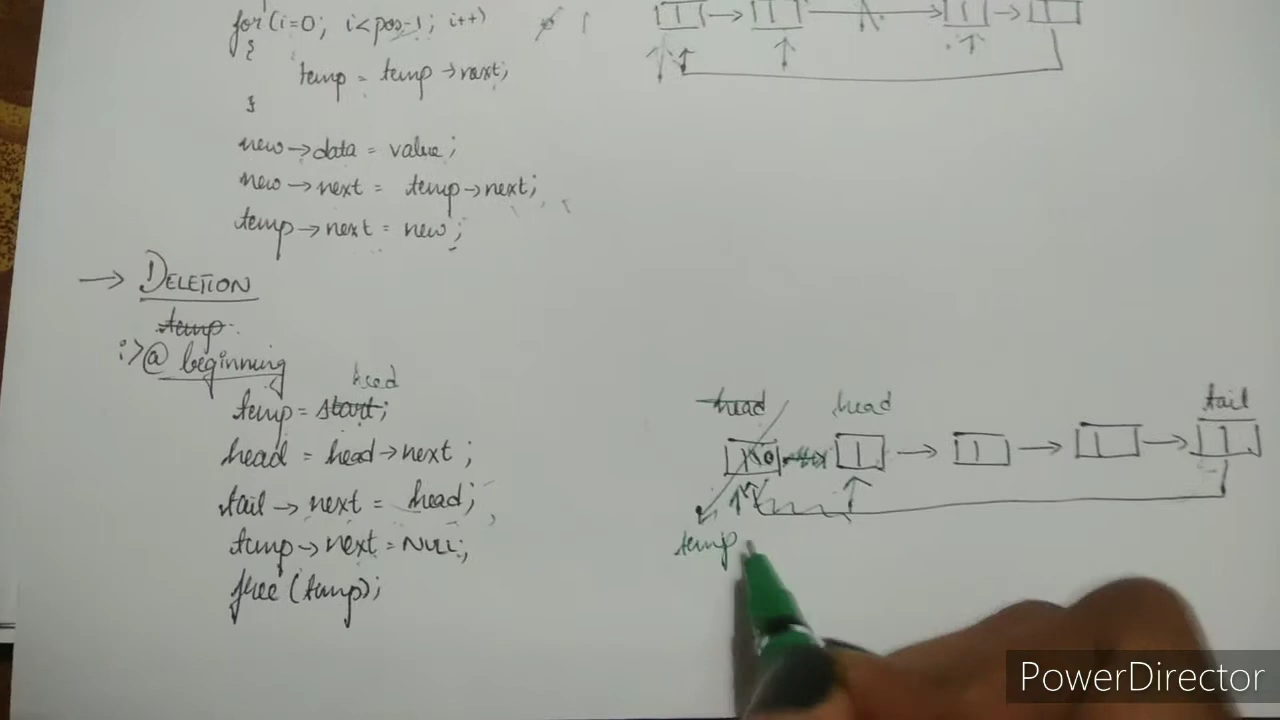 for(i=0; i<pos-1; i++)
{
temp = temp→next;
}
new→data = value;
new→next = temp→next;
temp→next = new;
→ DELETION
temp
i>@ beginning
head
temp = start;
head = head→next;
tail→next = head;
temp→next = NULL;
free(temp);
head head tail
temp
PowerDirector